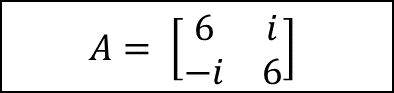 A = [6 i
−i 6]